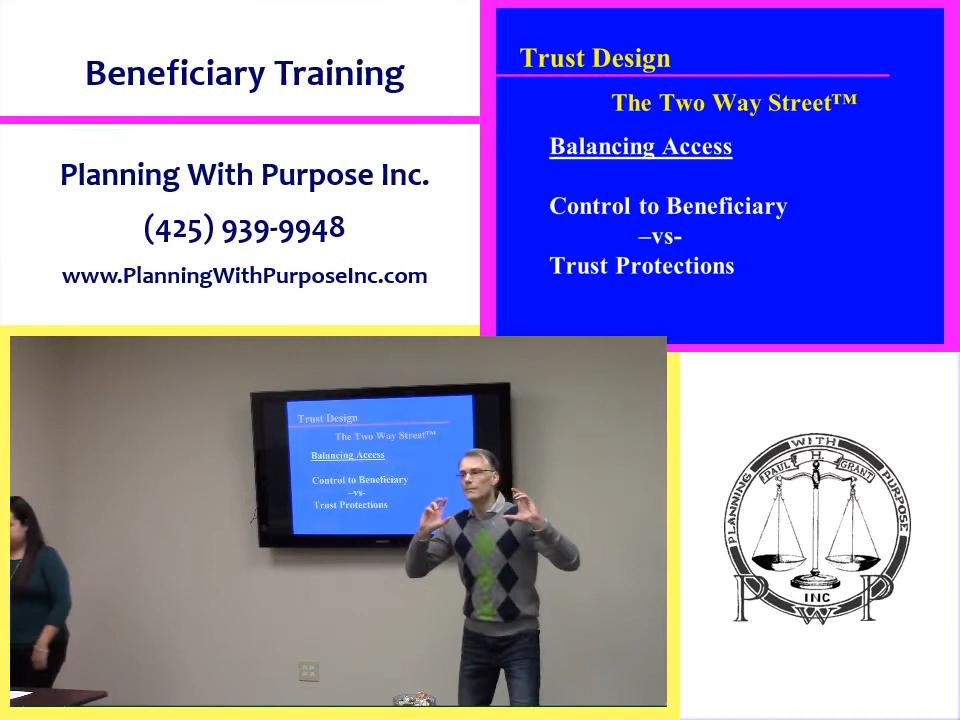 Beneficiary Training
Planning With Purpose Inc.
(425) 939-9948
www.PlanningWithPurposeInc.com
Trust Design
The Two Way Street™
Balancing Access
Control to Beneficiary
–vs-
Trust Protections
Trust Design
The Two Way Street™
Balancing Access
Control to Beneficiary
–vs-
Trust Protections
PLANNING WITH PURPOSE
PAUL H. GRANT
INC
PWP